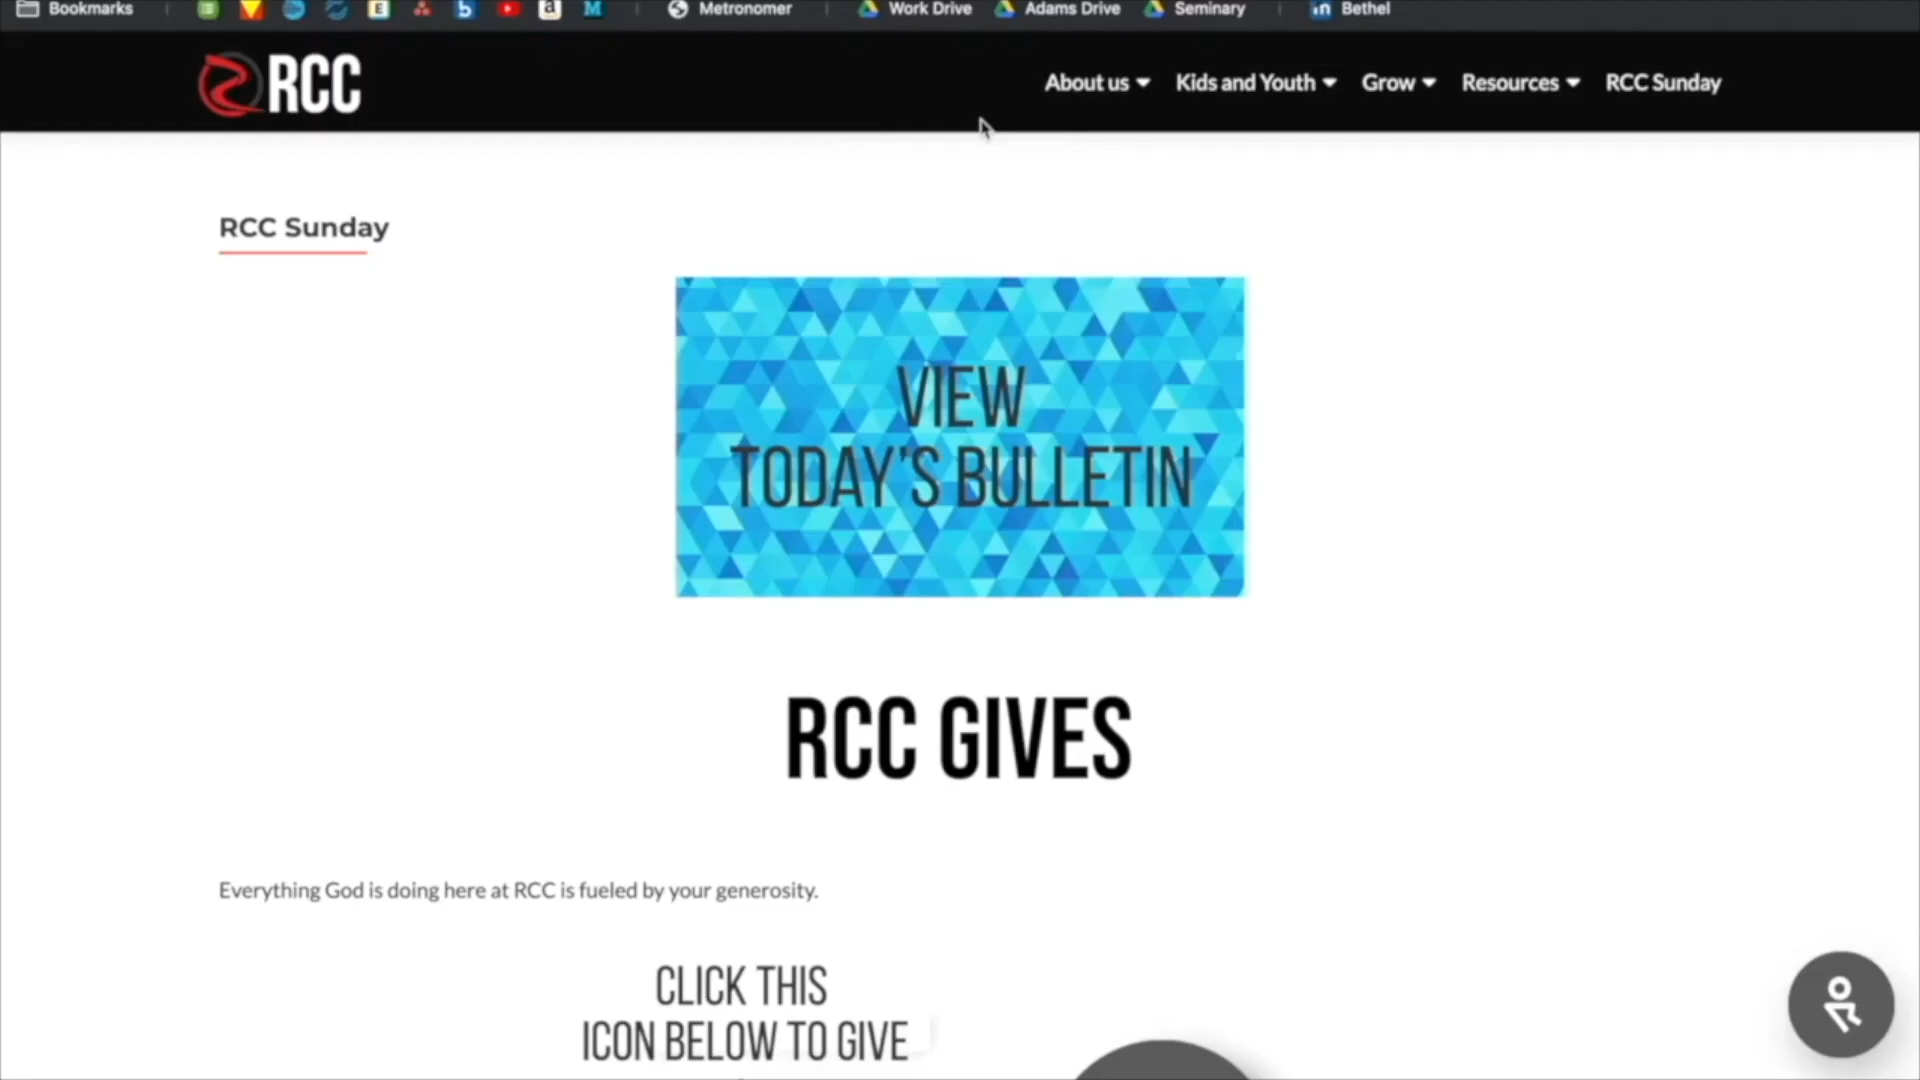 Bookmarks Metronomer Work Drive Adams Drive Seminary Bethel
RCC About us Kids and Youth Grow Resources RCC Sunday
RCC Sunday
VIEW
TODAY'S BULLETIN
RCC GIVES
Everything God is doing here at RCC is fueled by your generosity.
CLICK THIS
ICON BELOW TO GIVE